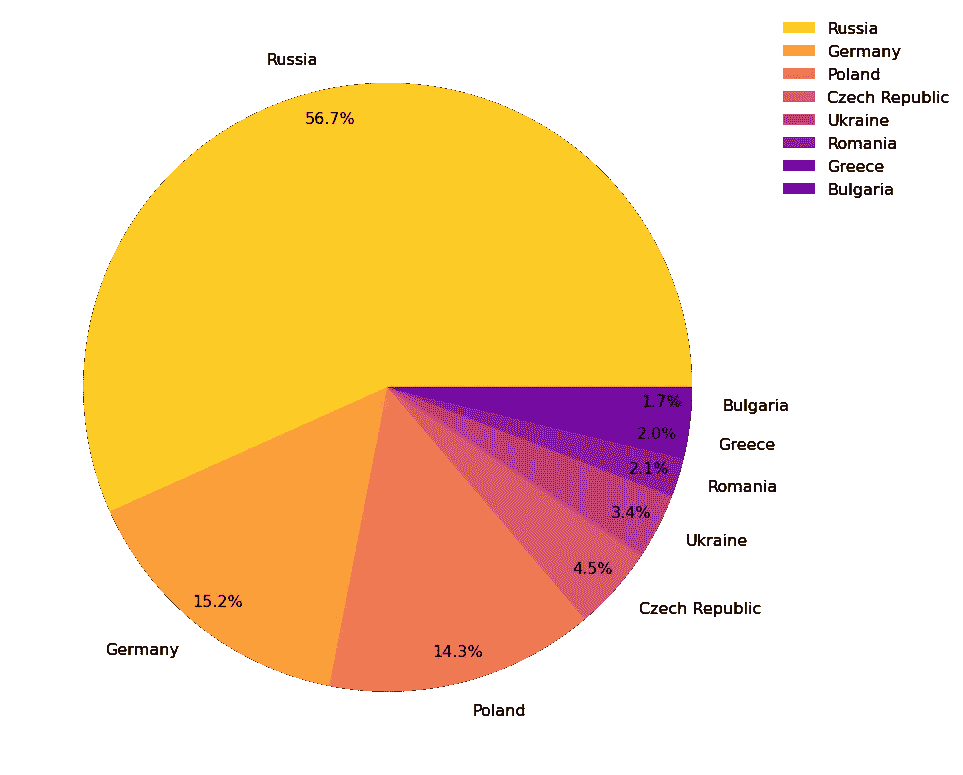 Russia
Germany
Poland
Czech Republic
Ukraine
Romania
Greece
Bulgaria
Russia
56.7%
1.7%
Bulgaria
2.0%
Greece
2.1%
Romania
3.4%
Ukraine
4.5%
Czech Republic
15.2%
Germany
14.3%
Poland